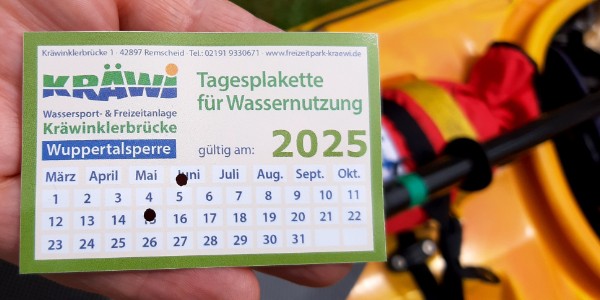 Kräwinklerbrücke 1 · 42897 Remscheid · Tel.: 02191 9330671 · www.freizeitpark-kraewi.de
KRÄWi
Wassersport- & Freizeitanlage
Kräwinklerbrücke
Wuppertalsperre
Tagesplakette
für Wassernutzung
gültig am: 2025
März April Mai Juni Juli Aug. Sept. Okt.
1 2 3 4 5 6 7 8 9 10 11
12 13 14 15 16 17 18 19 20 21 22
23 24 25 26 27 28 29 30 31